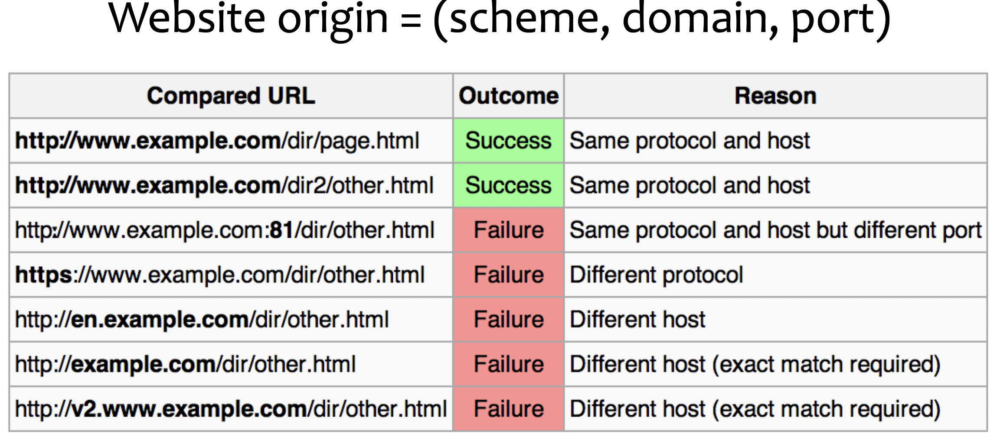 Website origin = (scheme, domain, port)
Compared URL Outcome Reason
http://www.example.com/dir/page.html Success Same protocol and host
http://www.example.com/dir2/other.html Success Same protocol and host
http://www.example.com:81/dir/other.html Failure Same protocol and host but different port
https://www.example.com/dir/other.html Failure Different protocol
http://en.example.com/dir/other.html Failure Different host
http://example.com/dir/other.html Failure Different host (exact match required)
http://v2.www.example.com/dir/other.html Failure Different host (exact match required)